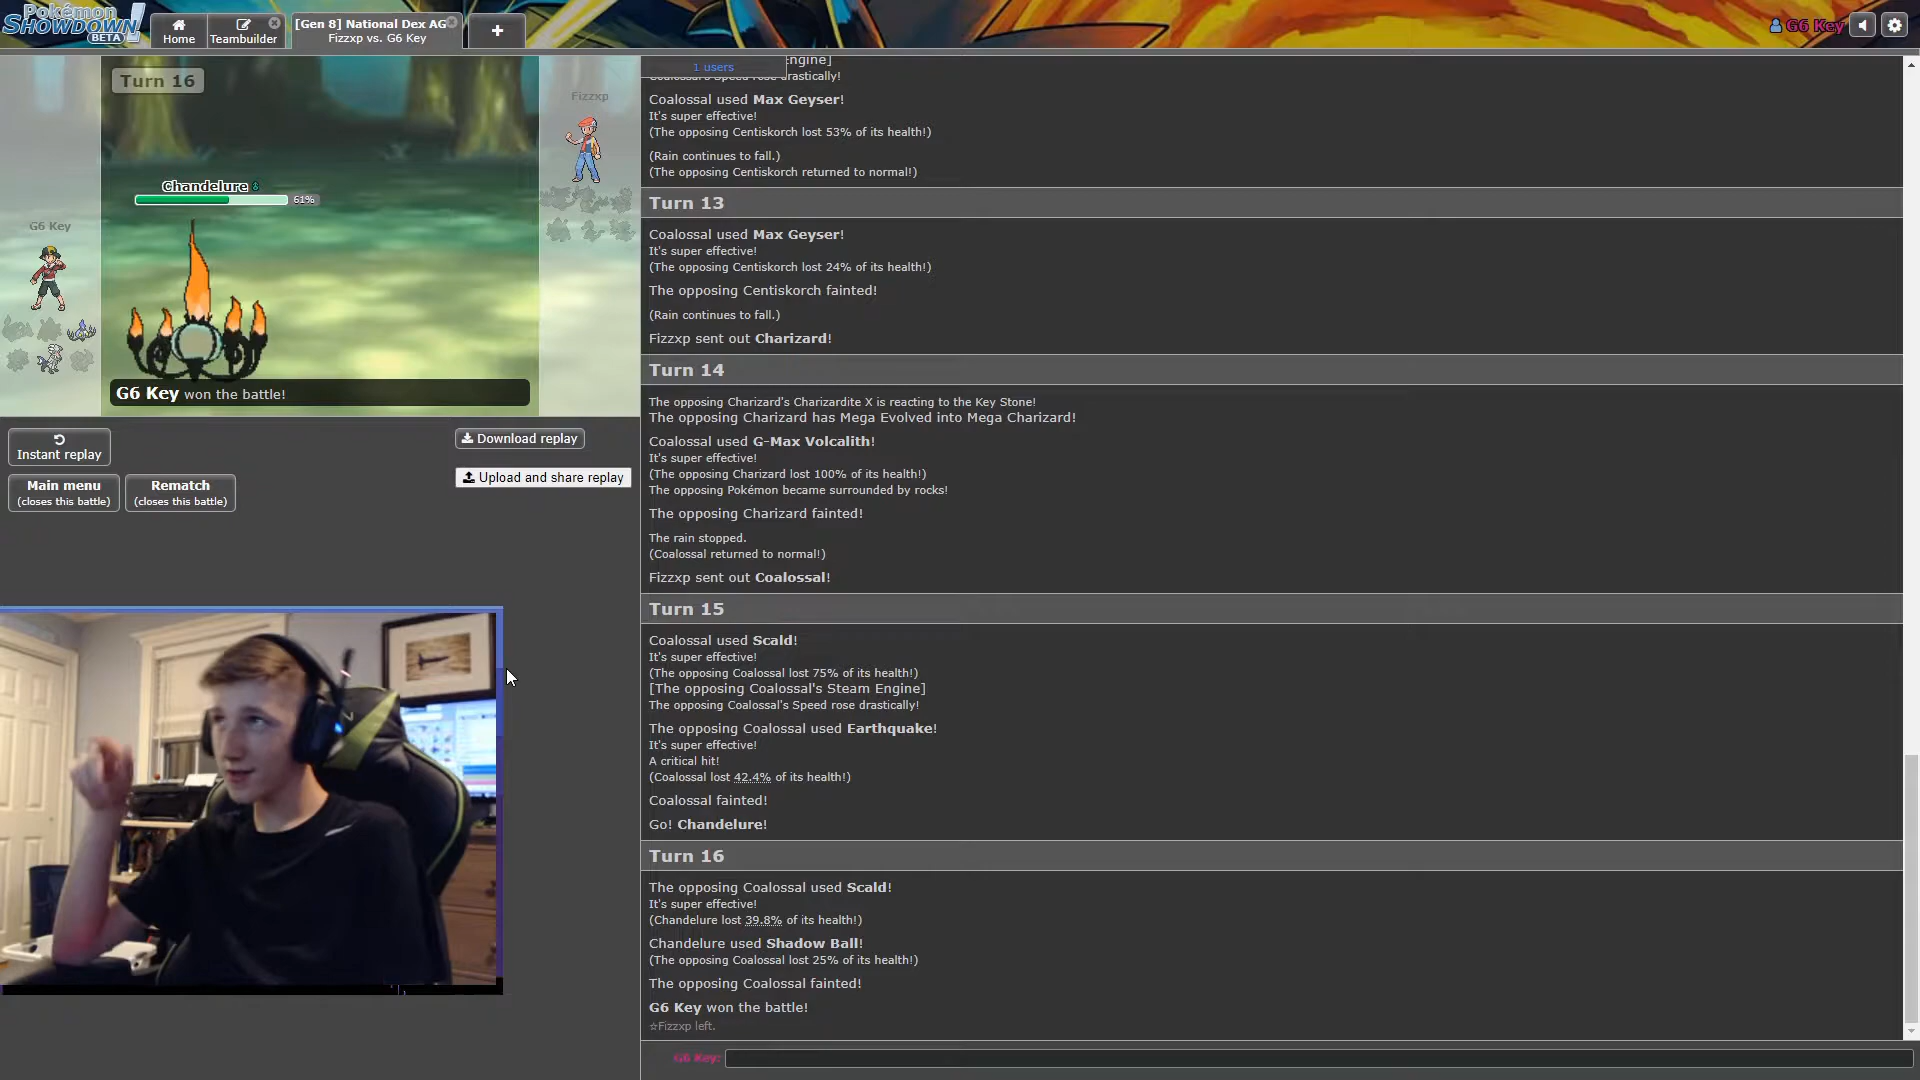 Pokémon
SHOWDOWN!
BETA
Home
Teambuilder
[Gen 8] National Dex AG
Fizzxp vs. G6 Key
+
G6 Key
Turn 16
Fizzxp
Chandelure
61%
G6 Key
G6 Key won the battle!
Instant replay
Download replay
Upload and share replay
Main menu
(closes this battle)
Rematch
(closes this battle)
1 users
Engine]
Coalossal's Speed rose drastically!
Coalossal used Max Geyser!
It's super effective!
(The opposing Centiskorch lost 53% of its health!)
(Rain continues to fall.)
(The opposing Centiskorch returned to normal!)
Turn 13
Coalossal used Max Geyser!
It's super effective!
(The opposing Centiskorch lost 24% of its health!)
The opposing Centiskorch fainted!
(Rain continues to fall.)
Fizzxp sent out Charizard!
Turn 14
The opposing Charizard's Charizardite X is reacting to the Key Stone!
The opposing Charizard has Mega Evolved into Mega Charizard!
Coalossal used G-Max Volcalith!
It's super effective!
(The opposing Charizard lost 100% of its health!)
The opposing Pokémon became surrounded by rocks!
The opposing Charizard fainted!
The rain stopped.
(Coalossal returned to normal!)
Fizzxp sent out Coalossal!
Turn 15
Coalossal used Scald!
It's super effective!
(The opposing Coalossal lost 75% of its health!)
[The opposing Coalossal's Steam Engine]
The opposing Coalossal's Speed rose drastically!
The opposing Coalossal used Earthquake!
It's super effective!
A critical hit!
(Coalossal lost 42.4% of its health!)
Coalossal fainted!
Go! Chandelure!
Turn 16
The opposing Coalossal used Scald!
It's super effective!
(Chandelure lost 39.8% of its health!)
Chandelure used Shadow Ball!
(The opposing Coalossal lost 25% of its health!)
The opposing Coalossal fainted!
G6 Key won the battle!
☆Fizzxp left.
G6 Key: